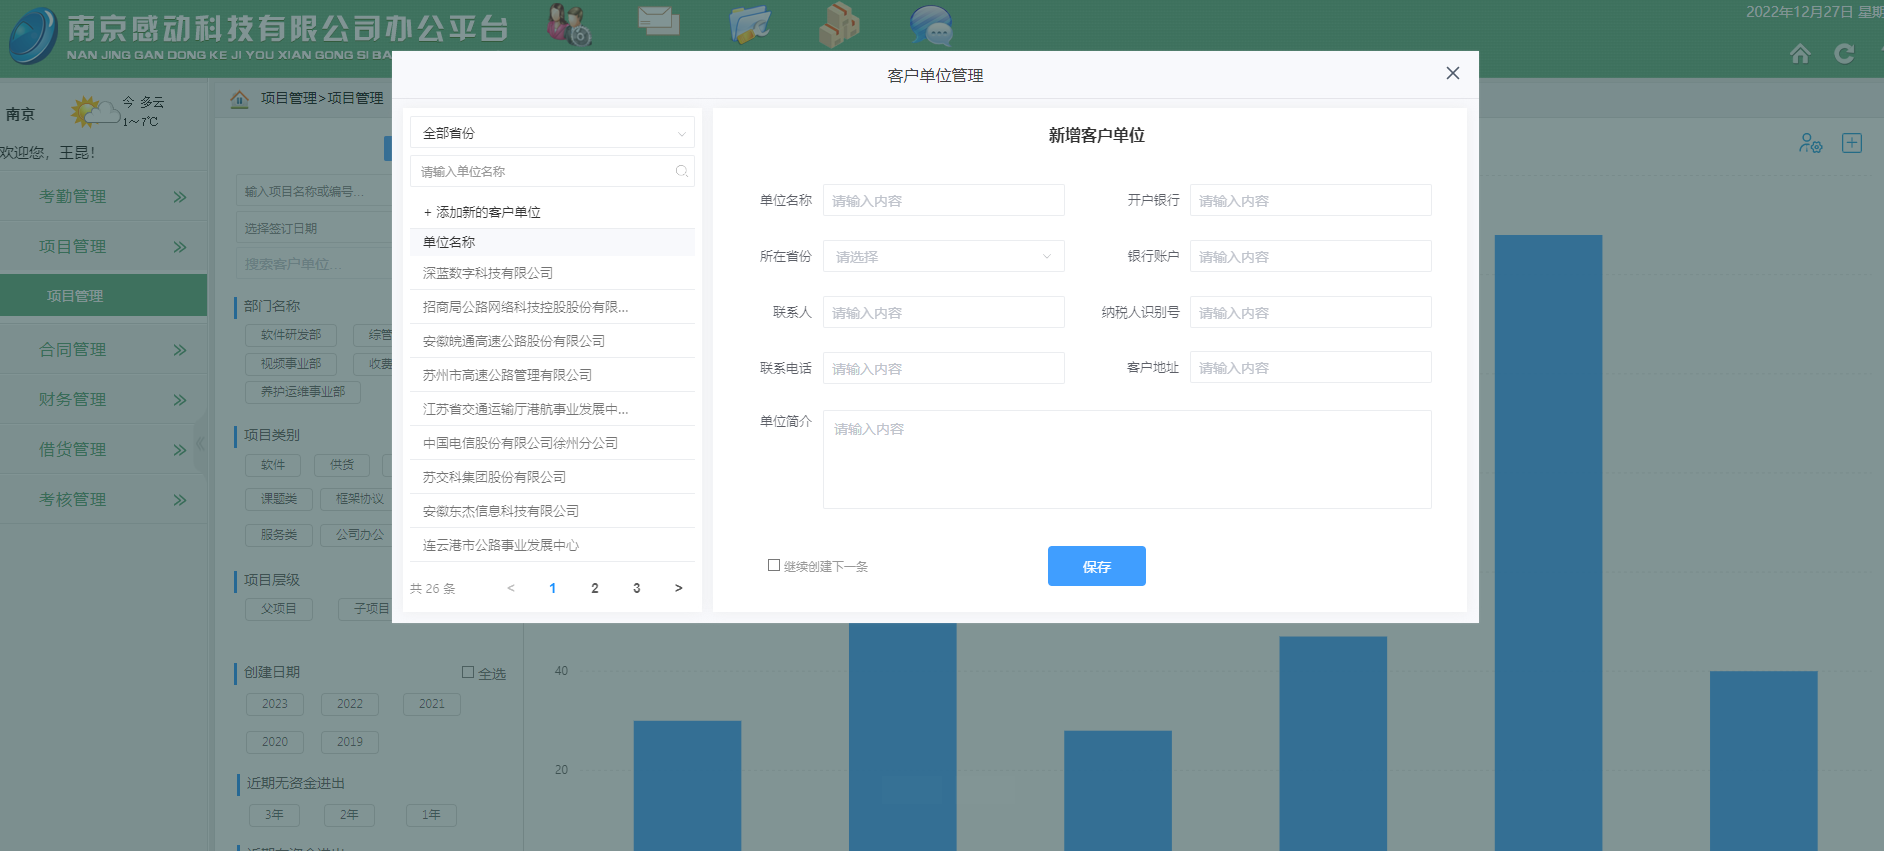 南京感动科技有限公司办公平台
NAN JING GAN DONG KE JI YOU XIAN GONG SI BA
2022年12月27日 星期
南京
今 多云
1～7℃
欢迎您，王昆！
考勤管理
项目管理
项目管理
合同管理
财务管理
借货管理
考核管理
项目管理>项目管理
输入项目名称或编号...
选择签订日期
搜索客户单位...
部门名称
软件研发部
综管
视频事业部
收费
养护运维事业部
项目类别
软件
供货
课题类
框架协议
服务类
公司办公
项目层级
父项目
子项目
创建日期
全选
2023
2022
2021
2020
2019
近期无资金进出
3年
2年
1年
客户单位管理
全部省份
请输入单位名称
+ 添加新的客户单位
单位名称
深蓝数字科技有限公司
招商局公路网络科技控股股份有限...
安徽皖通高速公路股份有限公司
苏州市高速公路管理有限公司
江苏省交通运输厅港航事业发展中...
中国电信股份有限公司徐州分公司
苏交科集团股份有限公司
安徽东杰信息科技有限公司
连云港市公路事业发展中心
共 26 条
< 1 2 3 >
新增客户单位
单位名称 请输入内容
开户银行 请输入内容
所在省份 请选择
银行账户 请输入内容
联系人 请输入内容
纳税人识别号 请输入内容
联系电话 请输入内容
客户地址 请输入内容
单位简介 请输入内容
继续创建下一条
保存
40
20